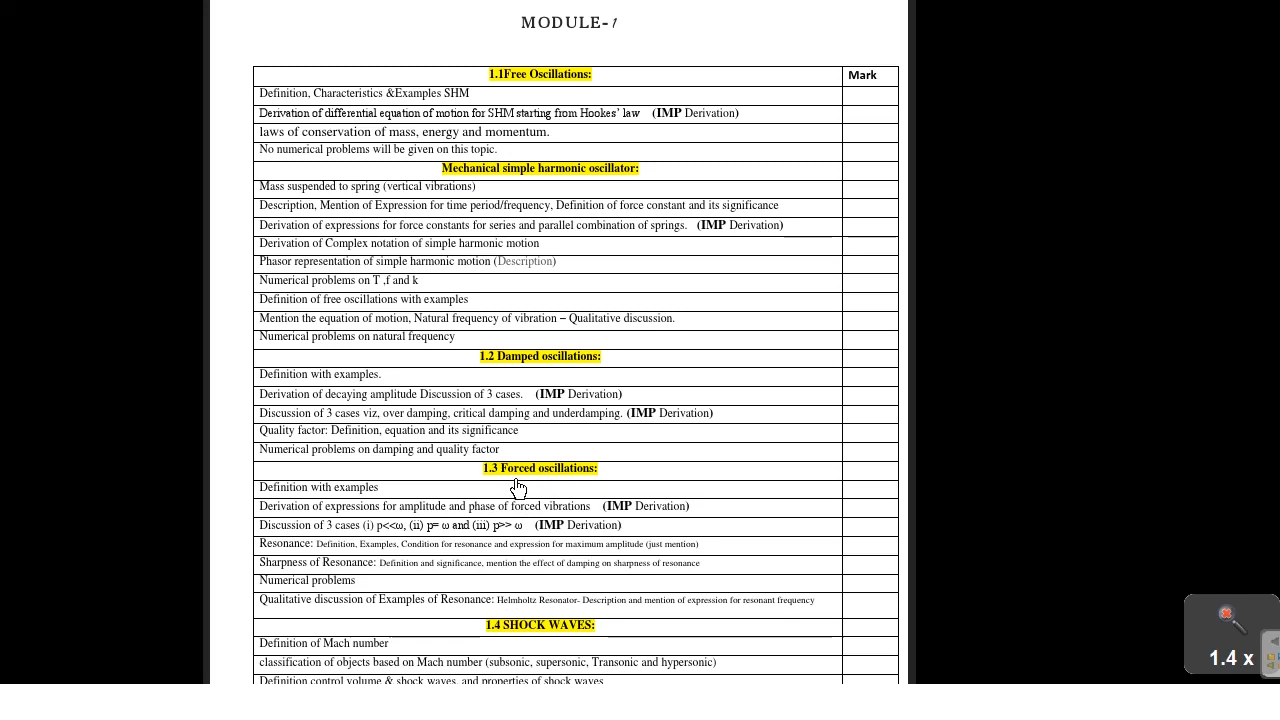 MODULE-1
1.1Free Oscillations: Mark
Definition, Characteristics &Examples SHM
Derivation of differential equation of motion for SHM starting from Hookes’ law (IMP Derivation)
laws of conservation of mass, energy and momentum.
No numerical problems will be given on this topic.
Mechanical simple harmonic oscillator:
Mass suspended to spring (vertical vibrations)
Description, Mention of Expression for time period/frequency, Definition of force constant and its significance
Derivation of expressions for force constants for series and parallel combination of springs. (IMP Derivation)
Derivation of Complex notation of simple harmonic motion
Phasor representation of simple harmonic motion (Description)
Numerical problems on T ,f and k
Definition of free oscillations with examples
Mention the equation of motion, Natural frequency of vibration – Qualitative discussion.
Numerical problems on natural frequency
1.2 Damped oscillations:
Definition with examples.
Derivation of decaying amplitude Discussion of 3 cases. (IMP Derivation)
Discussion of 3 cases viz, over damping, critical damping and underdamping. (IMP Derivation)
Quality factor: Definition, equation and its significance
Numerical problems on damping and quality factor
1.3 Forced oscillations:
Definition with examples
Derivation of expressions for amplitude and phase of forced vibrations (IMP Derivation)
Discussion of 3 cases (i) p<<ω, (ii) p= ω and (iii) p>> ω (IMP Derivation)
Resonance: Definition, Examples, Condition for resonance and expression for maximum amplitude (just mention)
Sharpness of Resonance: Definition and significance, mention the effect of damping on sharpness of resonance
Numerical problems
Qualitative discussion of Examples of Resonance: Helmholtz Resonator- Description and mention of expression for resonant frequency
1.4 SHOCK WAVES:
Definition of Mach number
classification of objects based on Mach number (subsonic, supersonic, Transonic and hypersonic)
Definition control volume & shock waves, and properties of shock waves
1.4 x